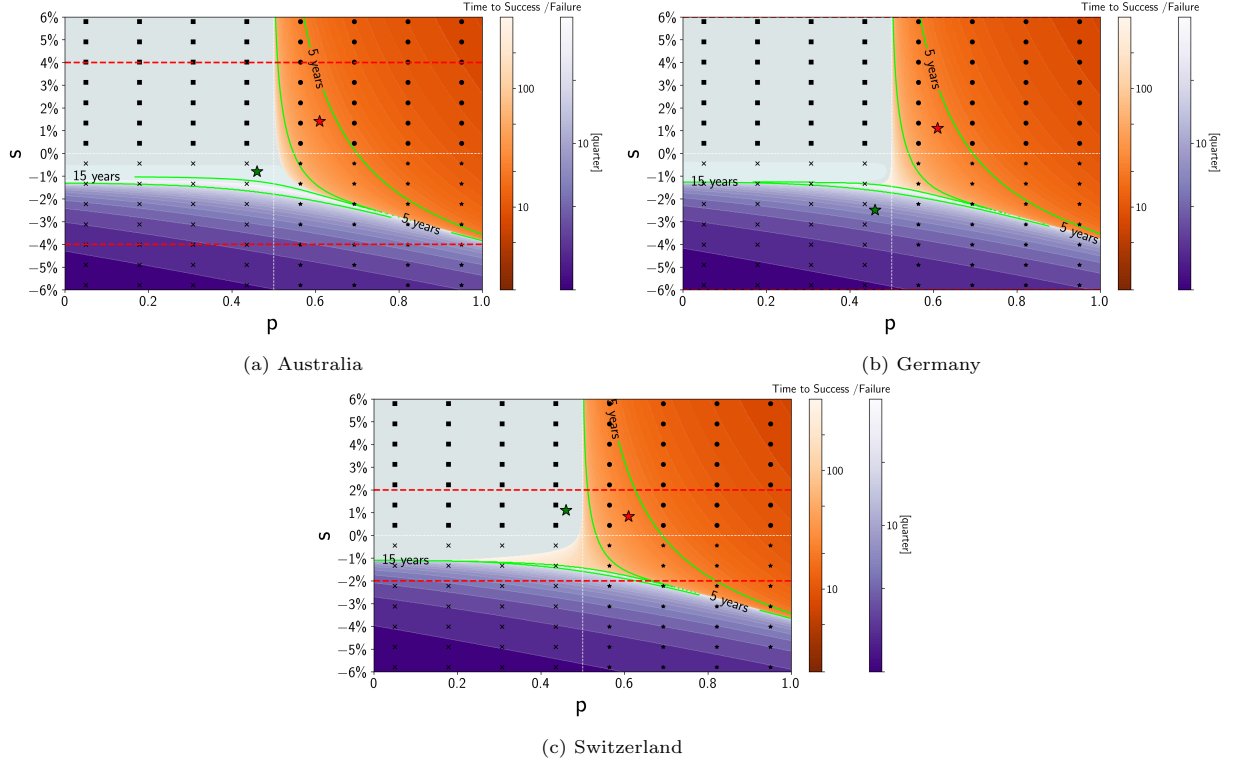 Time to Success /Failure
6%
5%
4%
3%
2%
1%
0%
−1%
−2%
−3%
−4%
−5%
−6%
s
0
0.2
0.4
0.6
0.8
1.0
p
5 years
15 years
5 years
100
10
10
[quarter]
(a) Australia
Time to Success /Failure
6%
5%
4%
3%
2%
1%
0%
−1%
−2%
−3%
−4%
−5%
−6%
s
0
0.2
0.4
0.6
0.8
1.0
p
5 years
15 years
5 years
100
10
10
[quarter]
(b) Germany
Time to Success /Failure
6%
5%
4%
3%
2%
1%
0%
−1%
−2%
−3%
−4%
−5%
−6%
s
0
0.2
0.4
0.6
0.8
1.0
p
5 years
15 years
5 years
100
10
10
[quarter]
(c) Switzerland